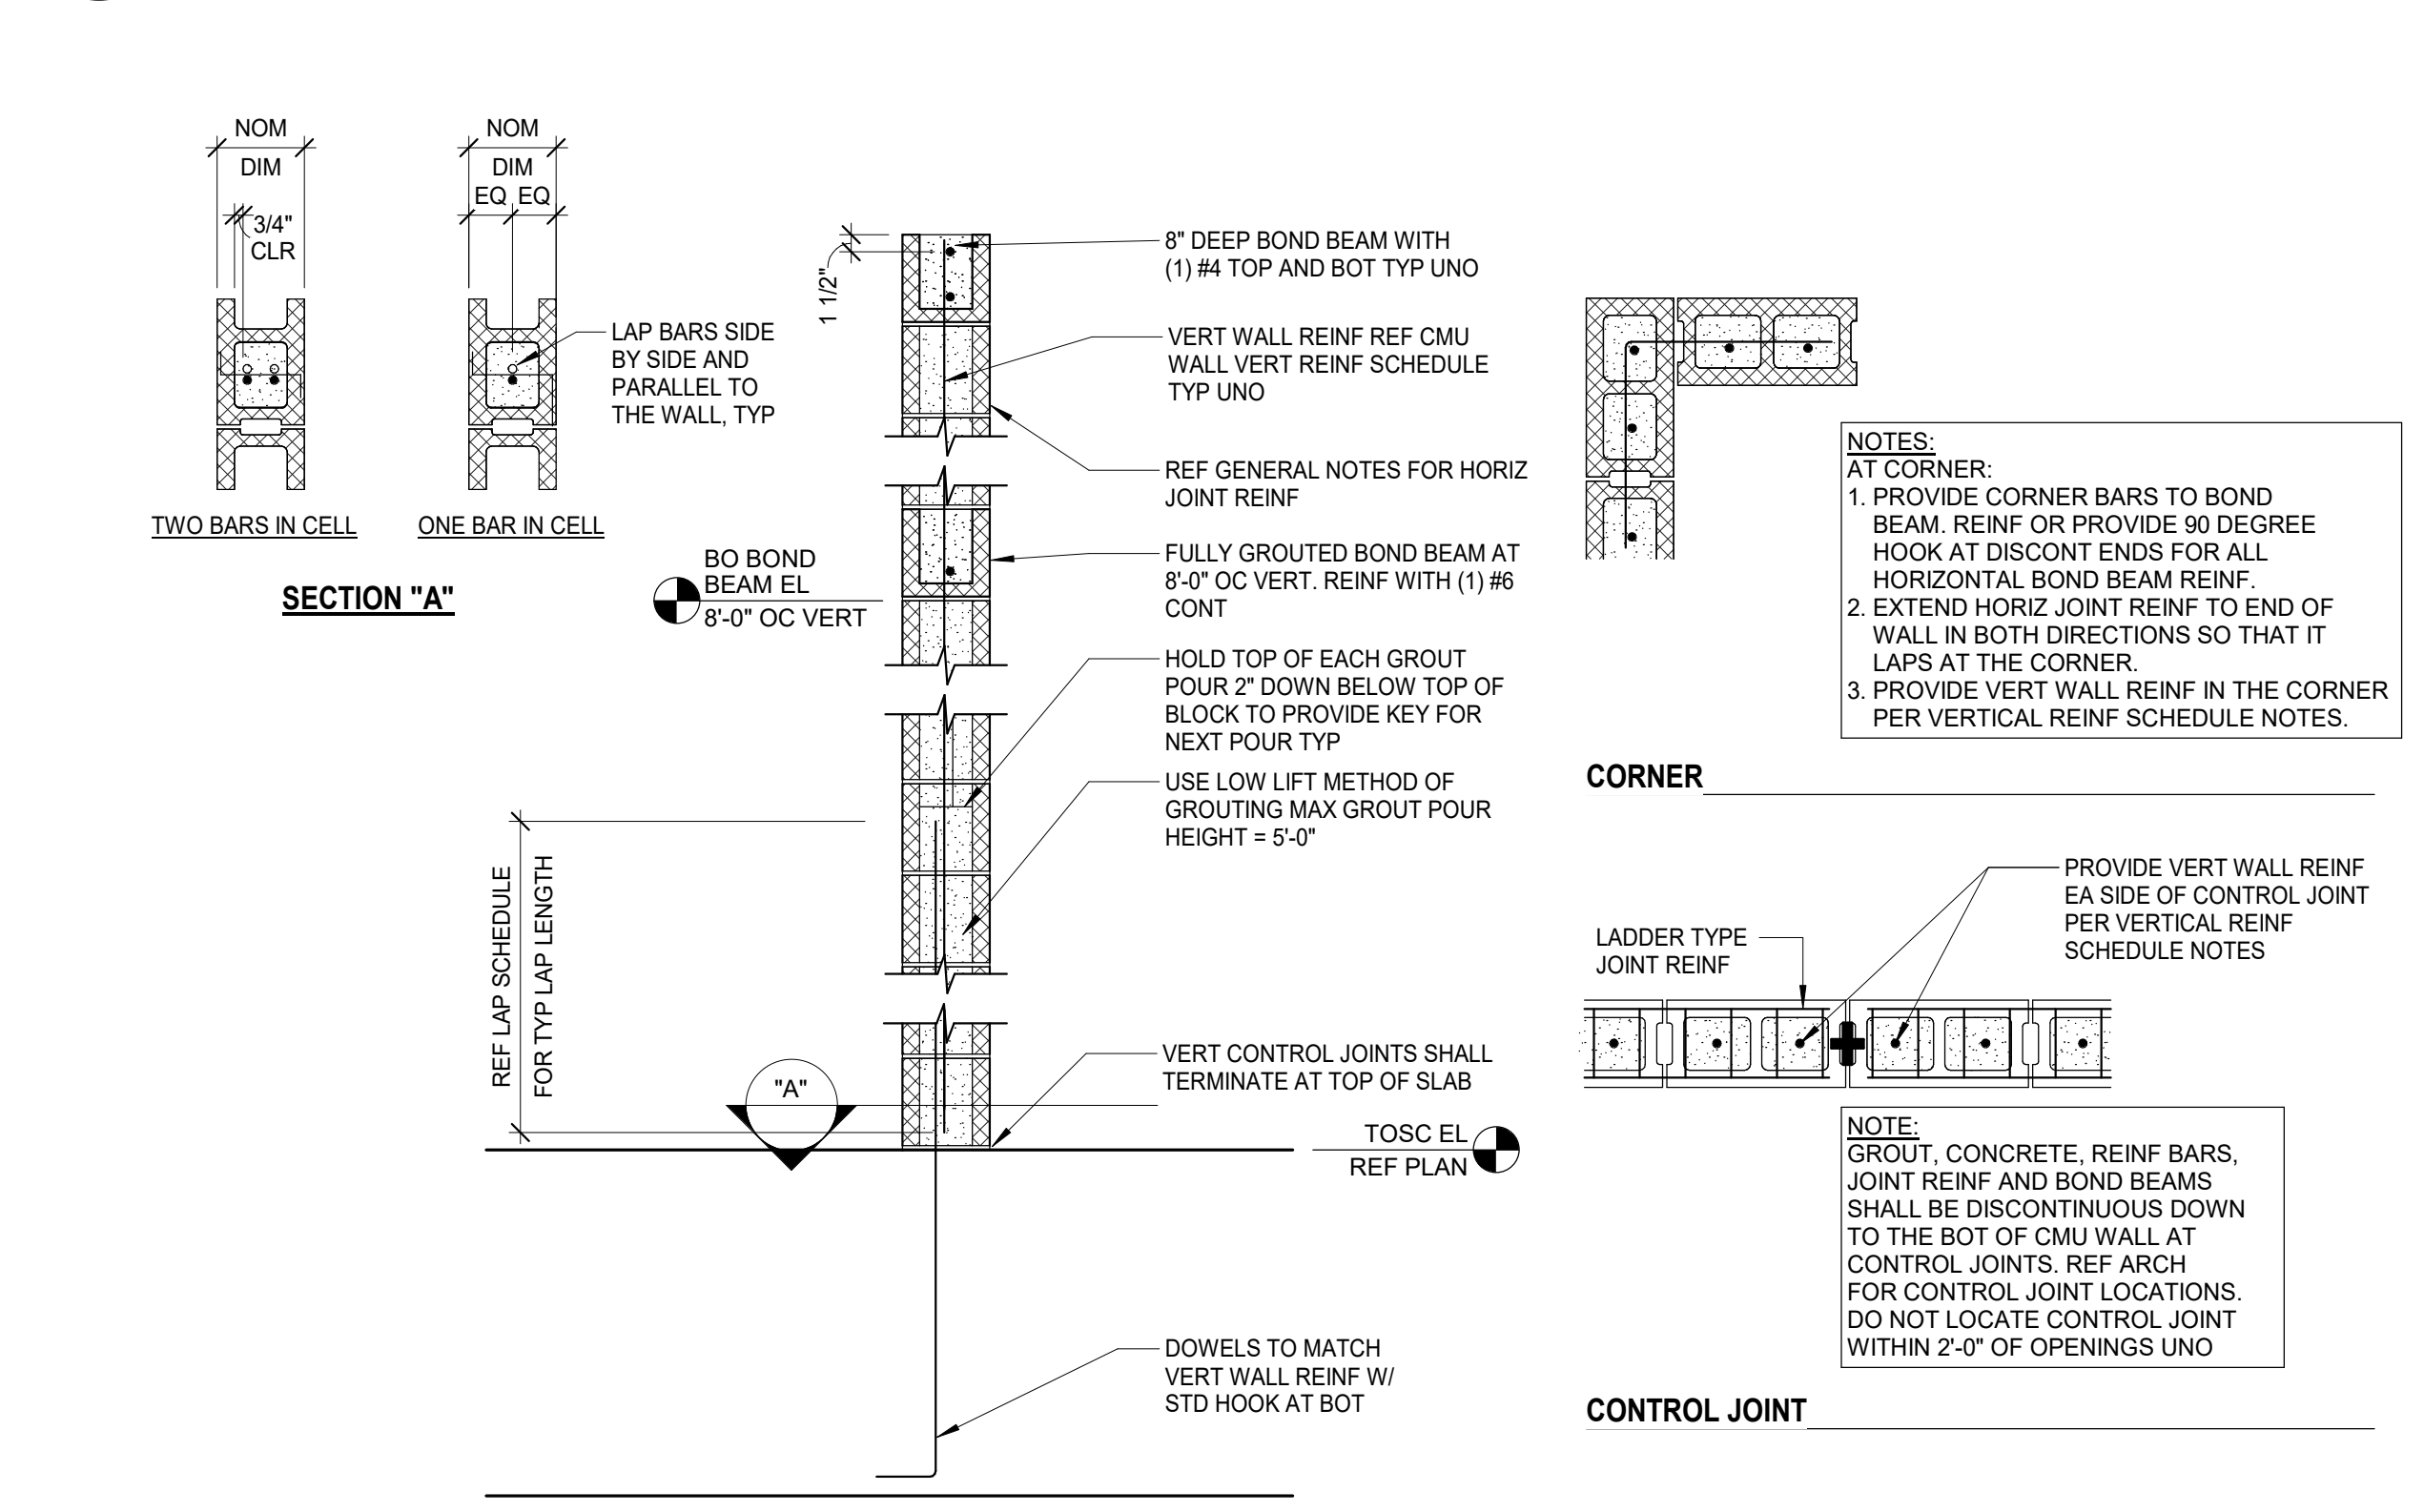 NOM
DIM
3/4"
CLR
TWO BARS IN CELL
NOM
DIM
EQ EQ
LAP BARS SIDE
BY SIDE AND
PARALLEL TO
THE WALL, TYP
ONE BAR IN CELL
SECTION "A"
1 1/2"
8" DEEP BOND BEAM WITH
(1) #4 TOP AND BOT TYP UNO
VERT WALL REINF REF CMU
WALL VERT REINF SCHEDULE
TYP UNO
REF GENERAL NOTES FOR HORIZ
JOINT REINF
BO BOND
BEAM EL
8'-0" OC VERT
FULLY GROUTED BOND BEAM AT
8'-0" OC VERT. REINF WITH (1) #6
CONT
HOLD TOP OF EACH GROUT
POUR 2" DOWN BELOW TOP OF
BLOCK TO PROVIDE KEY FOR
NEXT POUR TYP
USE LOW LIFT METHOD OF
GROUTING MAX GROUT POUR
HEIGHT = 5'-0"
REF LAP SCHEDULE
FOR TYP LAP LENGTH
"A"
VERT CONTROL JOINTS SHALL
TERMINATE AT TOP OF SLAB
TOSC EL
REF PLAN
DOWELS TO MATCH
VERT WALL REINF W/
STD HOOK AT BOT
NOTES:
AT CORNER:
1. PROVIDE CORNER BARS TO BOND
BEAM. REINF OR PROVIDE 90 DEGREE
HOOK AT DISCONT ENDS FOR ALL
HORIZONTAL BOND BEAM REINF.
2. EXTEND HORIZ JOINT REINF TO END OF
WALL IN BOTH DIRECTIONS SO THAT IT
LAPS AT THE CORNER.
3. PROVIDE VERT WALL REINF IN THE CORNER
PER VERTICAL REINF SCHEDULE NOTES.
CORNER
PROVIDE VERT WALL REINF
EA SIDE OF CONTROL JOINT
PER VERTICAL REINF
SCHEDULE NOTES
LADDER TYPE
JOINT REINF
NOTE:
GROUT, CONCRETE, REINF BARS,
JOINT REINF AND BOND BEAMS
SHALL BE DISCONTINUOUS DOWN
TO THE BOT OF CMU WALL AT
CONTROL JOINTS. REF ARCH
FOR CONTROL JOINT LOCATIONS.
DO NOT LOCATE CONTROL JOINT
WITHIN 2'-0" OF OPENINGS UNO
CONTROL JOINT